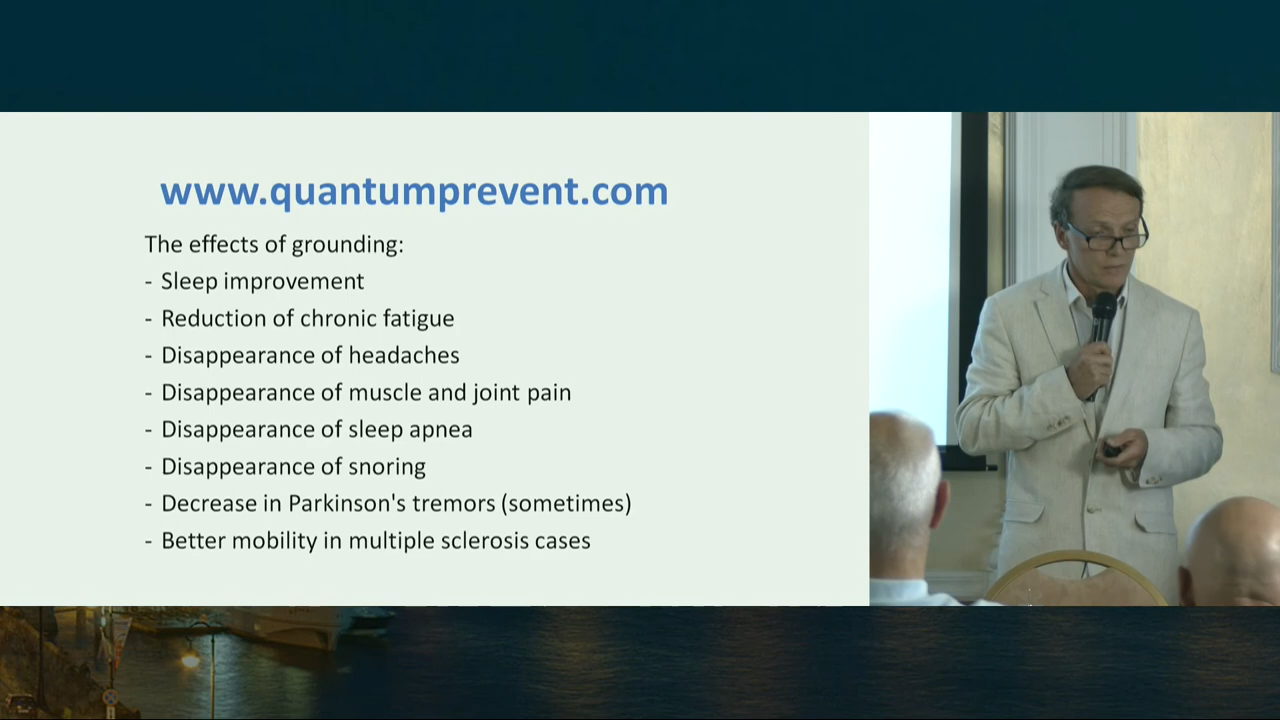 www.quantumprevent.com
The effects of grounding:
- Sleep improvement
- Reduction of chronic fatigue
- Disappearance of headaches
- Disappearance of muscle and joint pain
- Disappearance of sleep apnea
- Disappearance of snoring
- Decrease in Parkinson's tremors (sometimes)
- Better mobility in multiple sclerosis cases